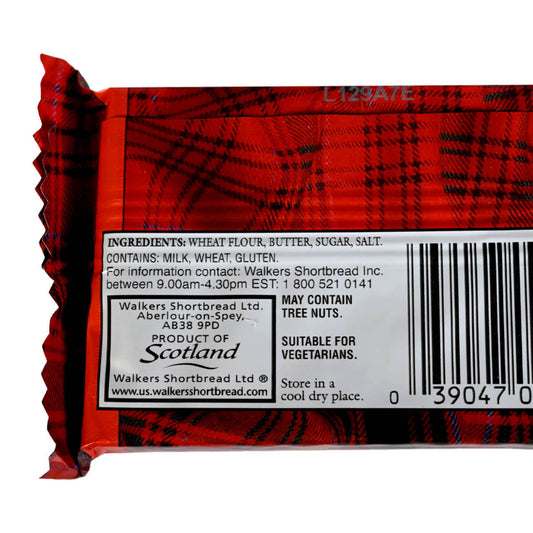 L129A7E
INGREDIENTS: WHEAT FLOUR, BUTTER, SUGAR, SALT.
CONTAINS: MILK, WHEAT, GLUTEN.
For information contact: Walkers Shortbread Inc.
between 9.00am-4.30pm EST: 1 800 521 0141
Walkers Shortbread Ltd.
Aberlour-on-Spey,
AB38 9PD
PRODUCT OF
Scotland
Walkers Shortbread Ltd ®
www.us.walkersshortbread.com
MAY CONTAIN
TREE NUTS.
SUITABLE FOR
VEGETARIANS.
Store in a
cool dry place.
0 39047 0